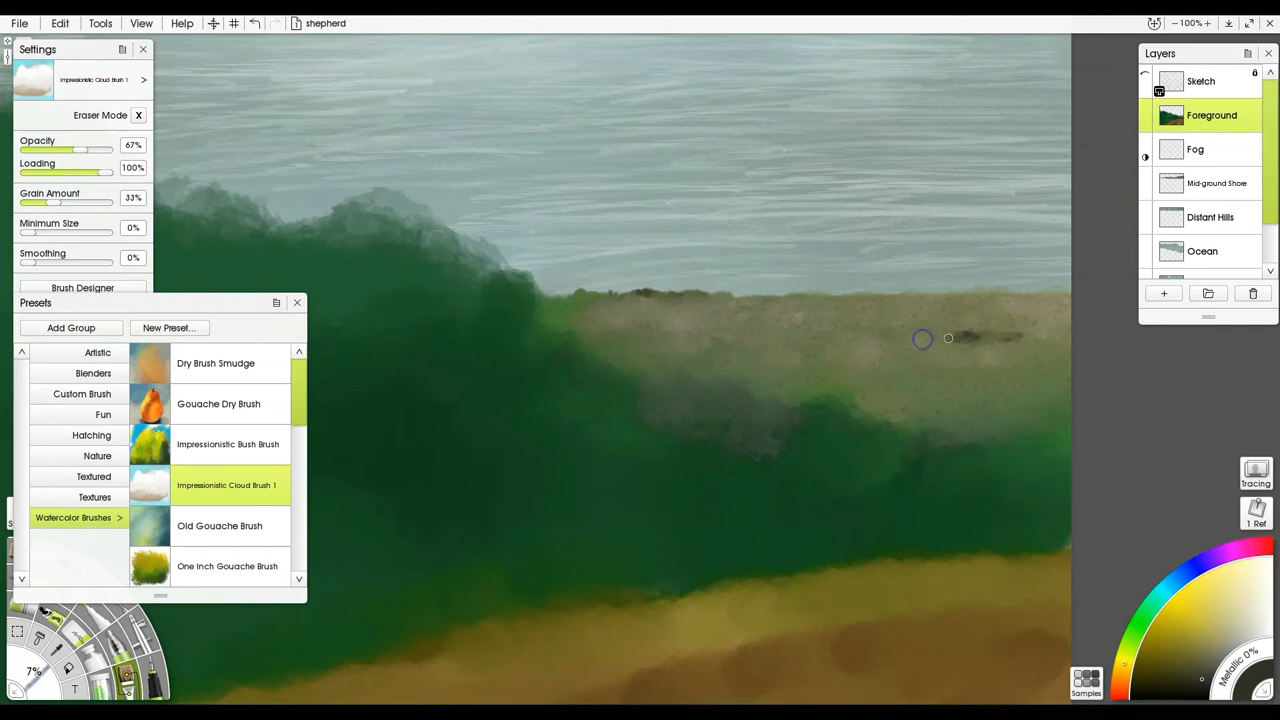 File Edit Tools View Help shepherd 100%
Settings
Impressionistic Cloud Brush 1 >
Eraser Mode X
Opacity 67%
Loading 100%
Grain Amount 33%
Minimum Size 0%
Smoothing 0%
Brush Designer
Presets
Add Group New Preset...
Artistic
Blenders
Custom Brush
Fun
Hatching
Nature
Textured
Textures
Watercolor Brushes >
Dry Brush Smudge
Gouache Dry Brush
Impressionistic Bush Brush
Impressionistic Cloud Brush 1
Old Gouache Brush
One Inch Gouache Brush
7%
T
Layers
Sketch
Foreground
Fog
Mid-ground Shore
Distant Hills
Ocean
Tracing
1 Ref
Metallic 0%
Samples